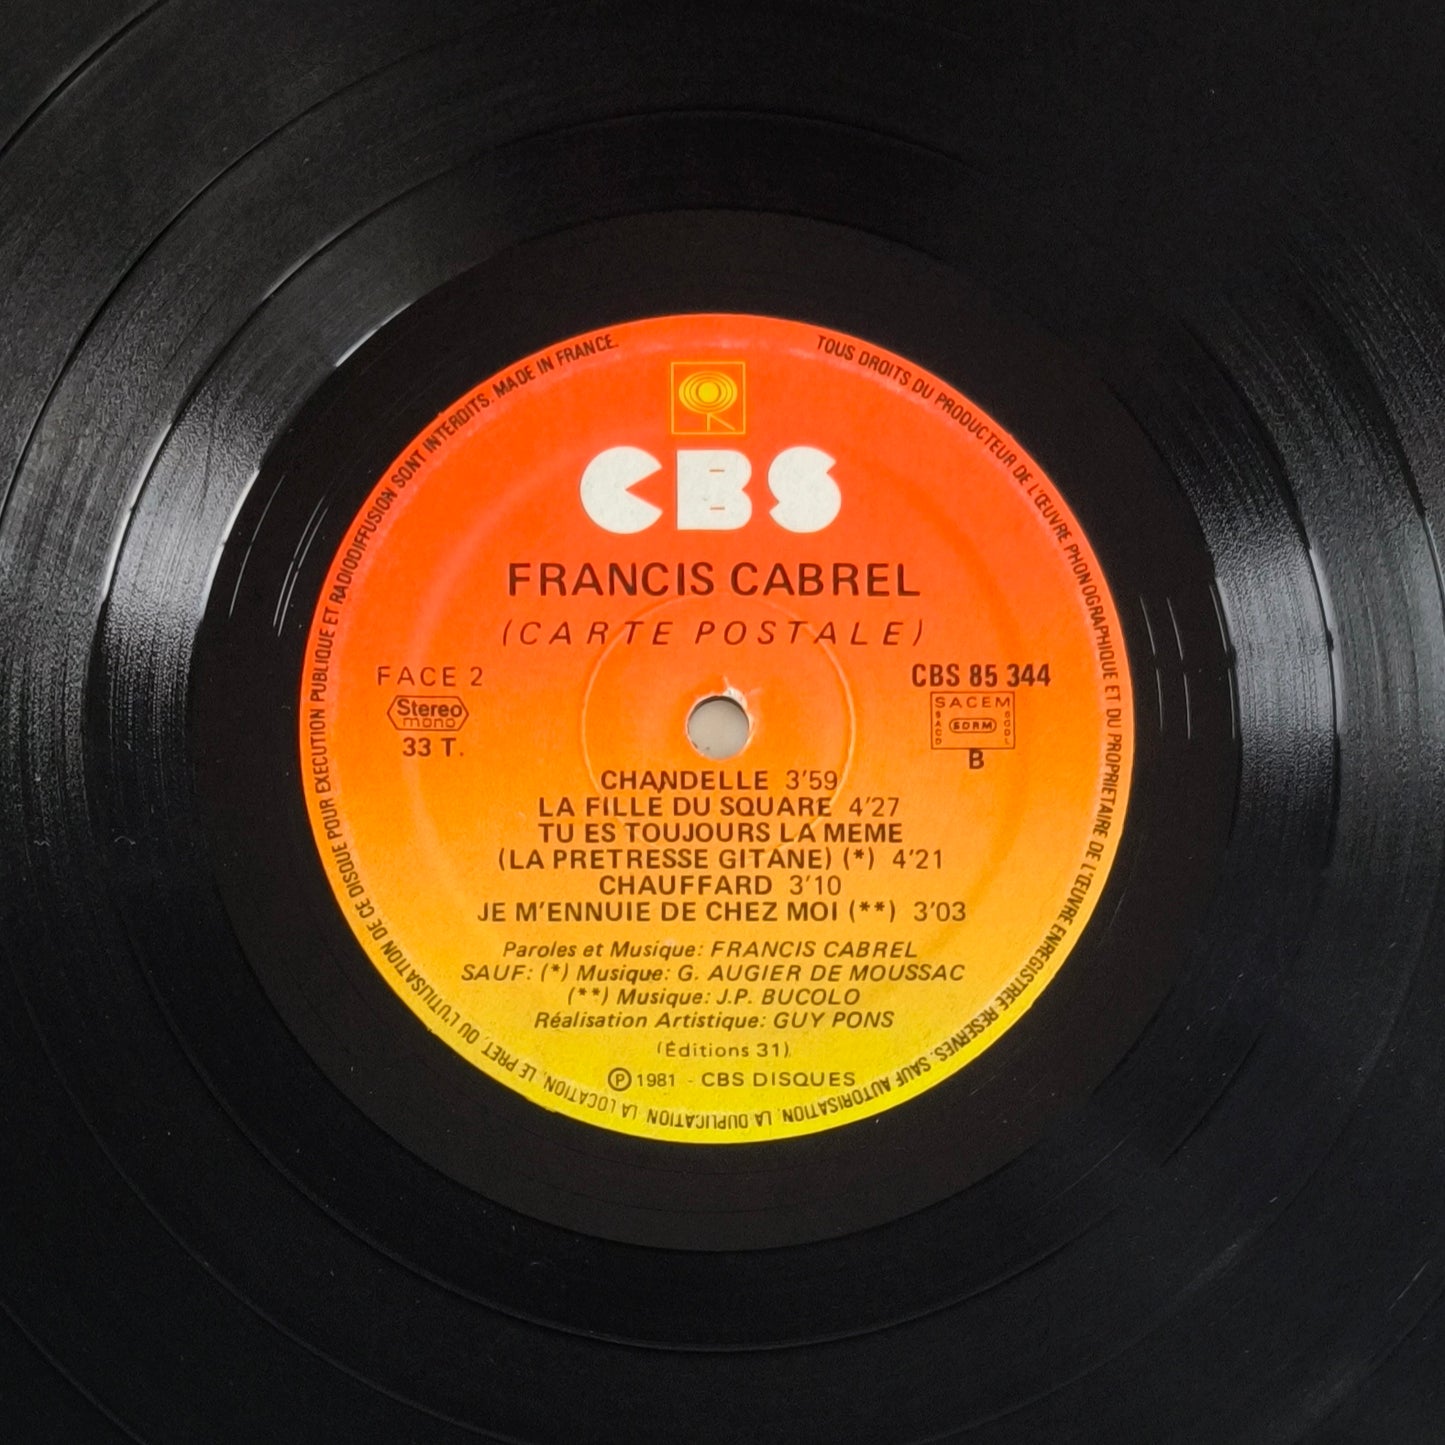 TOUS DROITS DU PRODUCTEUR DE L'ŒUVRE PHONOGRAPHIQUE ET DU PROPRIETAIRE DE L'ŒUVRE ENREGISTREE RESERVES. SAUF AUTORISATION, LA DUPLICATION, LA LOCATION, LE PRET, OU L'UTILISATION DE CE DISQUE POUR EXECUTION PUBLIQUE ET RADIODIFFUSION SONT INTERDITS. MADE IN FRANCE.
CBS
FRANCIS CABREL
(CARTE POSTALE)
FACE 2
Stereo
mono
33 T.
CBS 85 344
SACEM
SACD SDRM SGDL
B
CHANDELLE 3'59
LA FILLE DU SQUARE 4'27
TU ES TOUJOURS LA MEME
(LA PRETRESSE GITANE) (*) 4'21
CHAUFFARD 3'10
JE M'ENNUIE DE CHEZ MOI (**) 3'03
Paroles et Musique: FRANCIS CABREL
SAUF: (*) Musique: G. AUGIER DE MOUSSAC
(**) Musique: J.P. BUCOLO
Réalisation Artistique: GUY PONS
(Éditions 31)
Ⓟ 1981 - CBS DISQUES